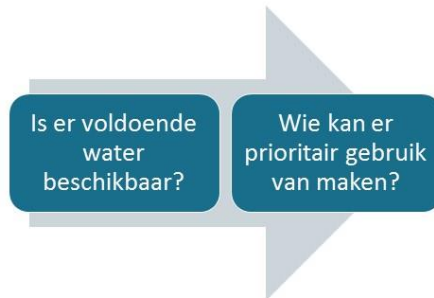 Is er voldoende
water
beschikbaar?
Wie kan er
prioritair gebruik
van maken?